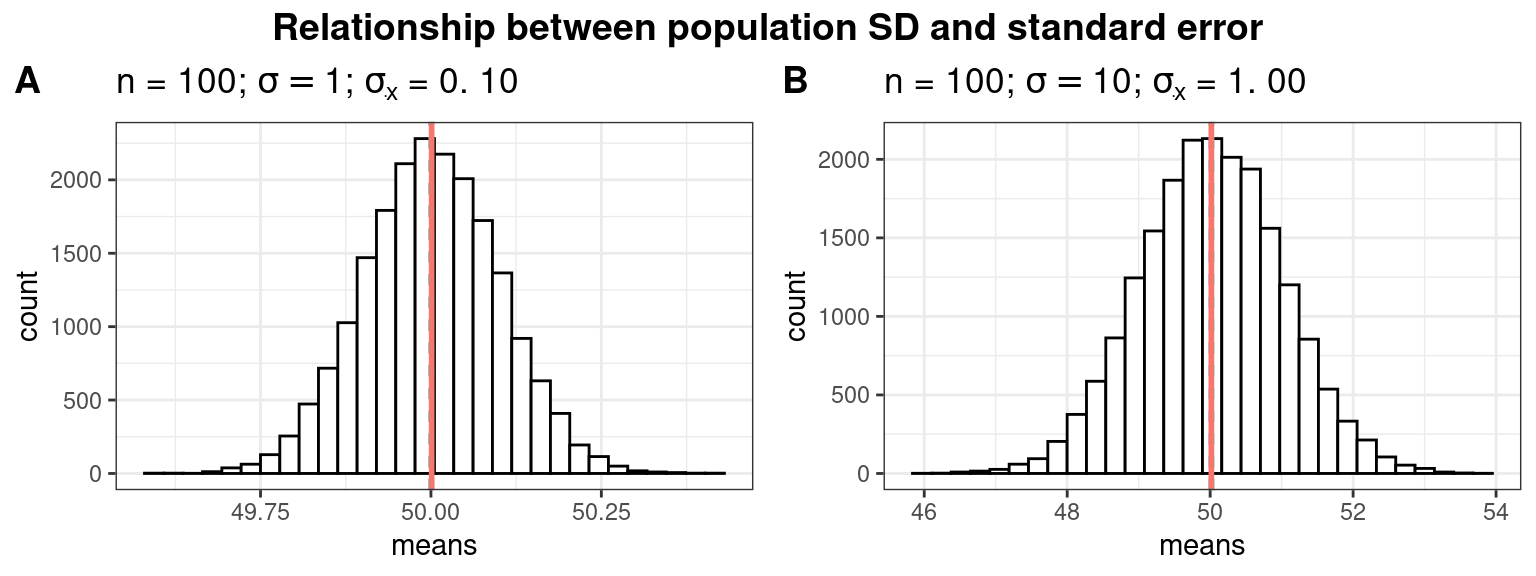 Relationship between population SD and standard error
A n = 100; σ = 1; σx̄ = 0. 10
2000
1500
1000
500
0
count
49.75 50.00 50.25
means
B n = 100; σ = 10; σx̄ = 1. 00
2000
1500
1000
500
0
count
46 48 50 52 54
means